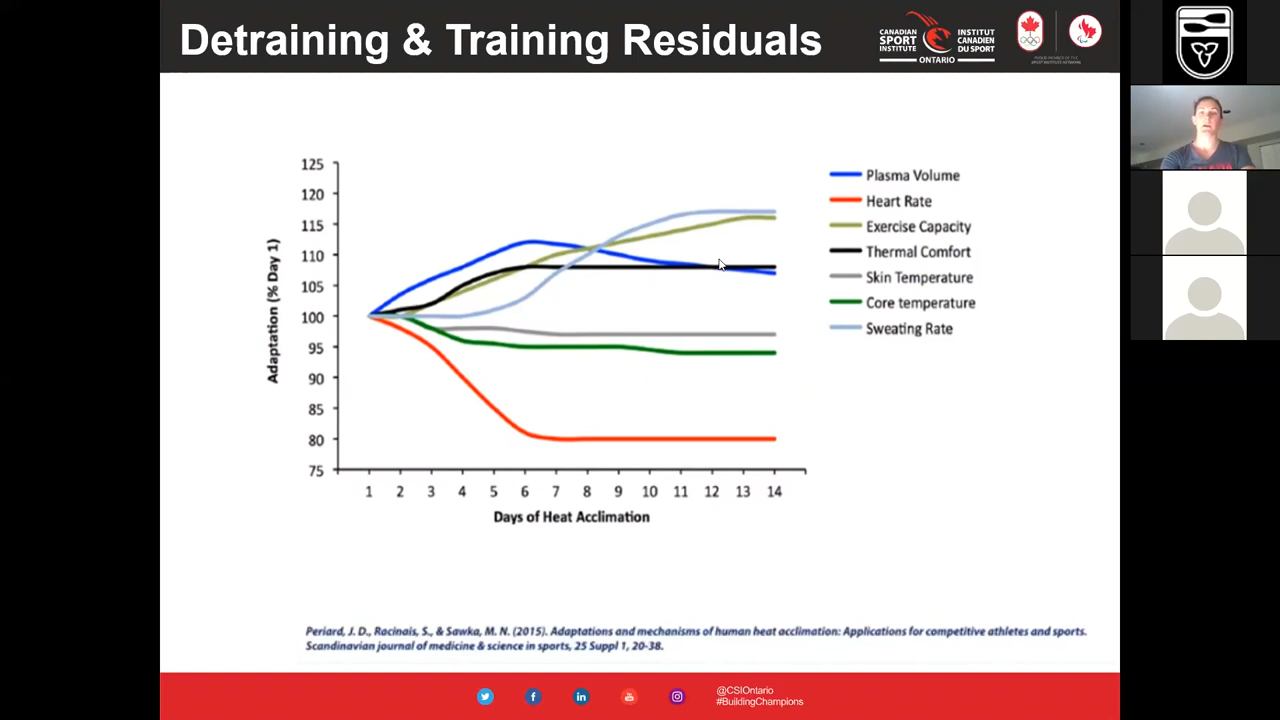 Detraining & Training Residuals
CANADIAN SPORT INSTITUTE
INSTITUT CANADIEN DU SPORT
ONTARIO
125
120
115
110
105
100
95
90
85
80
75
Adaptation (% Day 1)
1 2 3 4 5 6 7 8 9 10 11 12 13 14
Days of Heat Acclimation
Plasma Volume
Heart Rate
Exercise Capacity
Thermal Comfort
Skin Temperature
Core temperature
Sweating Rate
Periard, J. D., Racinais, S., & Sawka, M. N. (2015). Adaptations and mechanisms of human heat acclimation: Applications for competitive athletes and sports.
Scandinavian journal of medicine & science in sports, 25 Suppl 1, 20-38.
@CSIOntario
#BuildingChampions